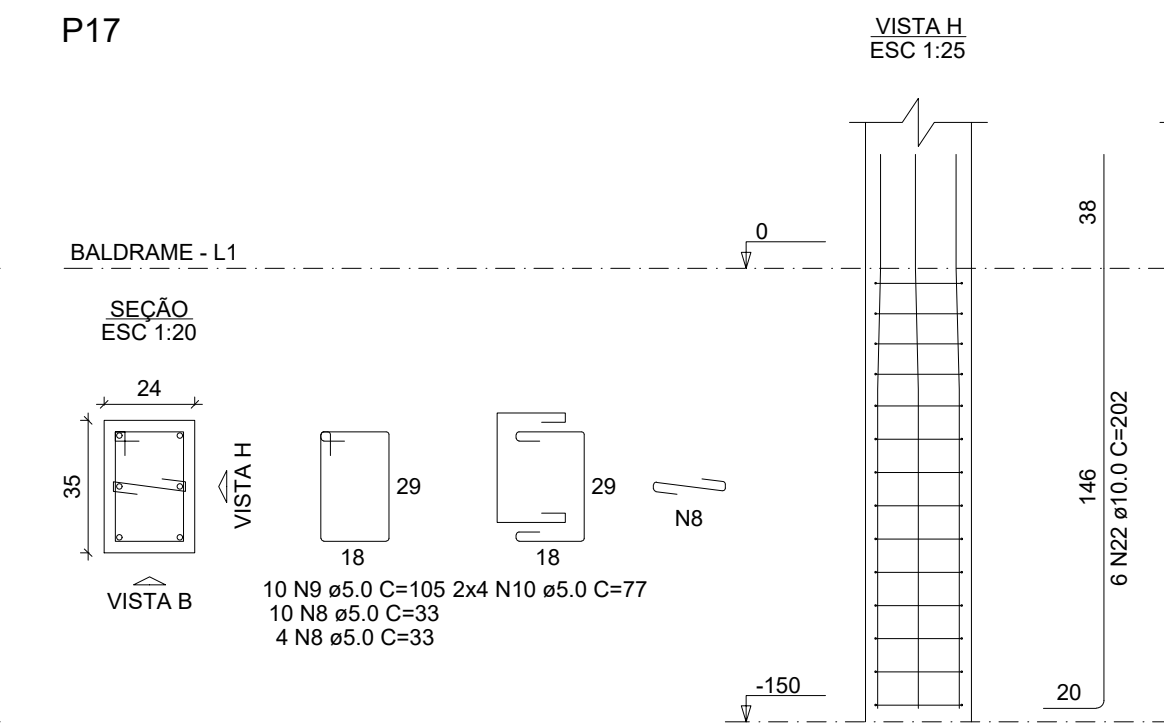 P17
VISTA H
ESC 1:25
38
0
BALDRAME - L1
SEÇÃO
ESC 1:20
24
35
VISTA H
VISTA B
29
18
29
18
N8
10 N9 ø5.0 C=105 2x4 N10 ø5.0 C=77
10 N8 ø5.0 C=33
4 N8 ø5.0 C=33
146
6 N22 ø10.0 C=202
-150
20